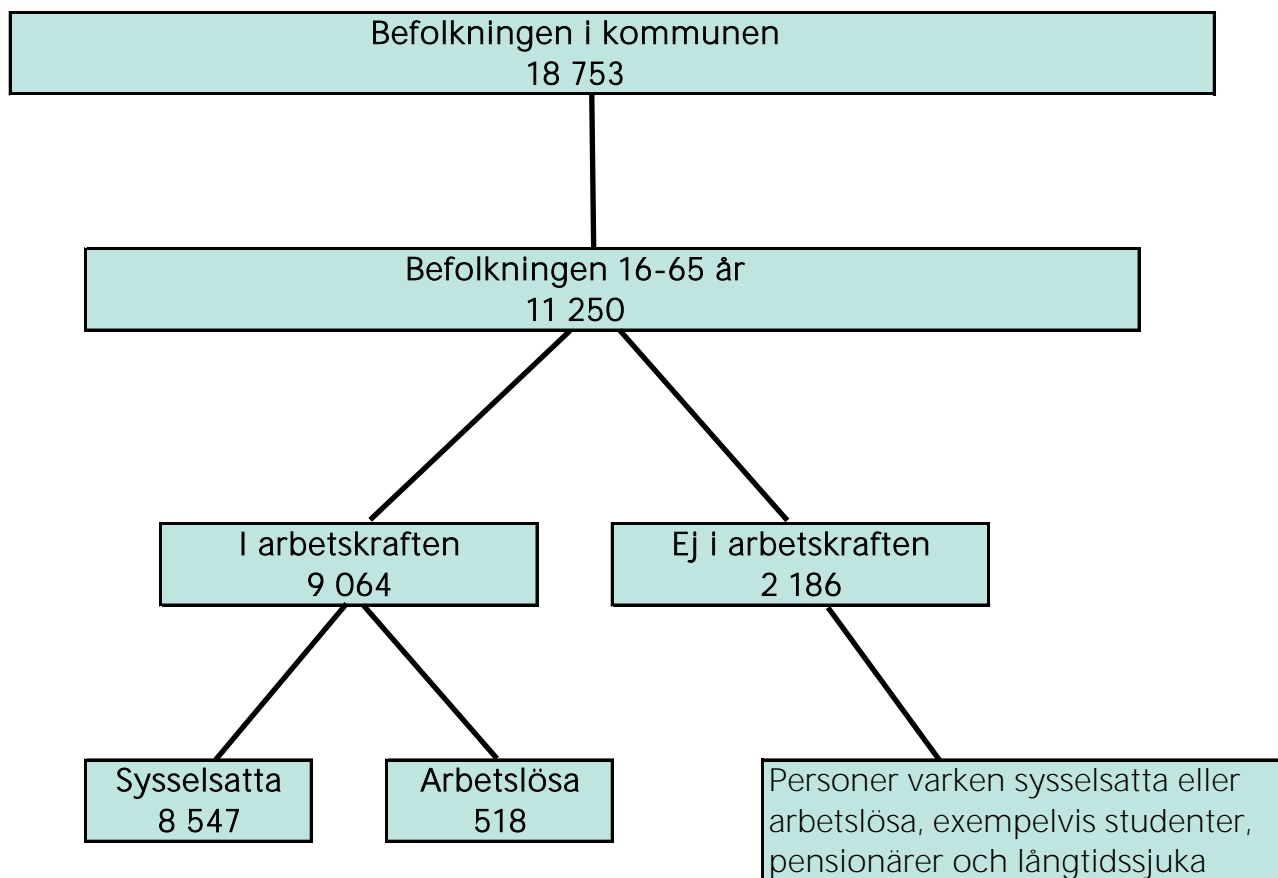 Befolkningen i kommunen
18 753
Befolkningen 16-65 år
11 250
I arbetskraften
9 064
Ej i arbetskraften
2 186
Sysselsatta
8 547
Arbetslösa
518
Personer varken sysselsatta eller
arbetslösa, exempelvis studenter,
pensionärer och långtidssjuka